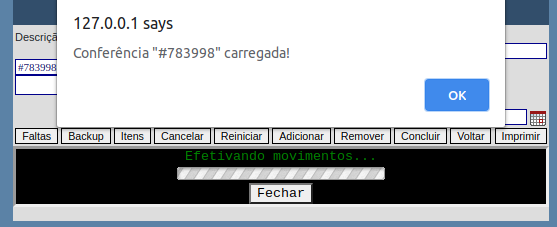 127.0.0.1 says
Conferência "#783998" carregada!
OK
Descriçã
#783998
Faltas Backup Itens Cancelar Reiniciar Adicionar Remover Concluir Voltar Imprimir
Efetivando movimentos...
Fechar